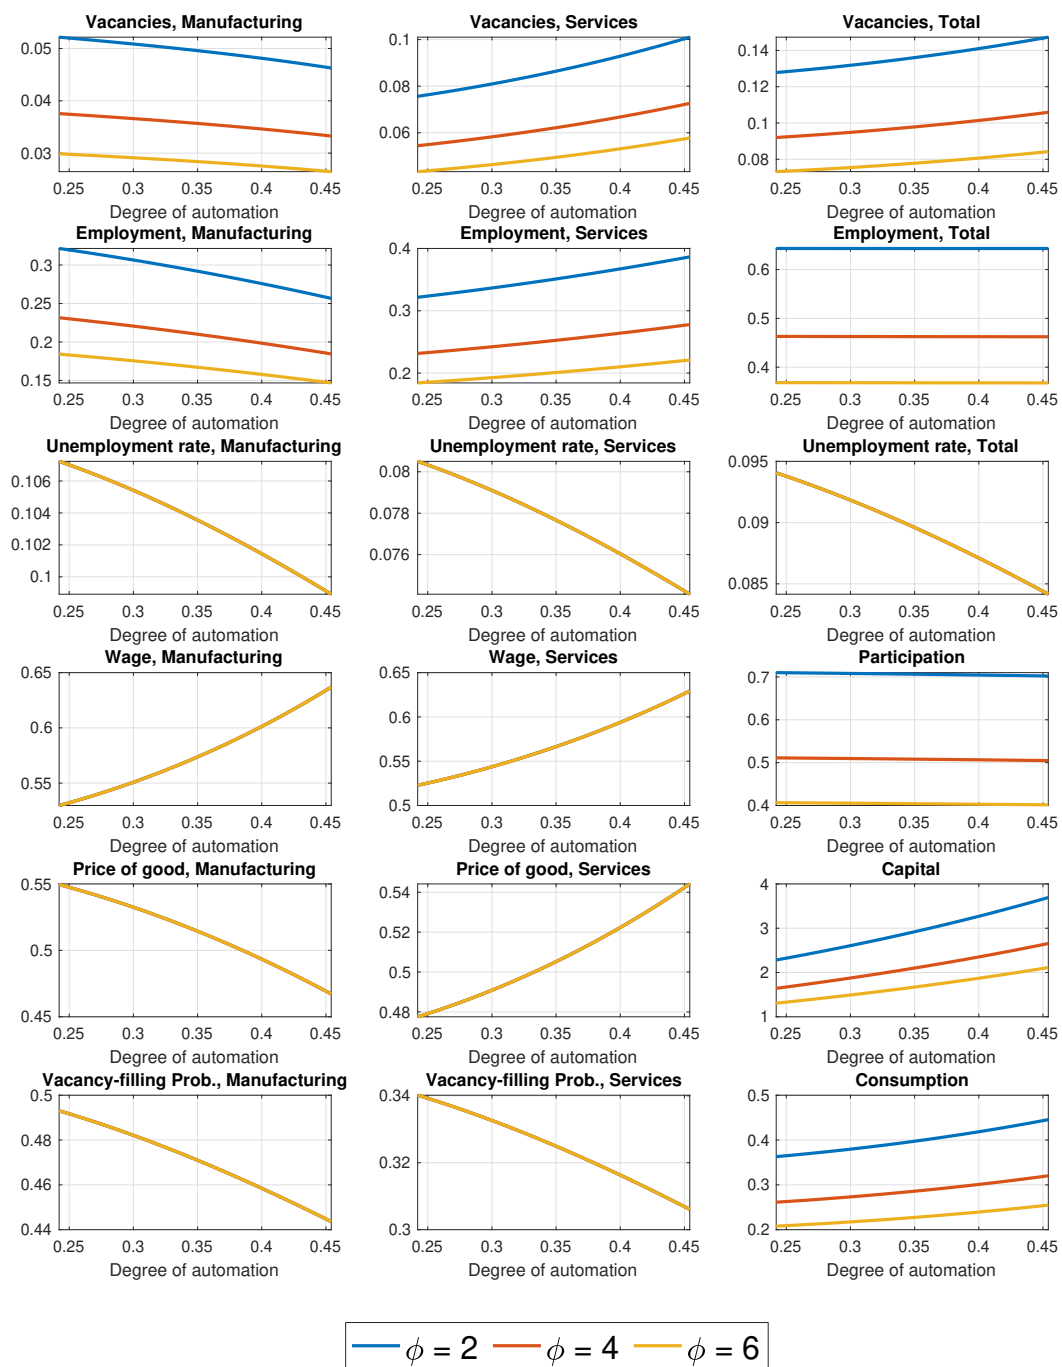 Vacancies, Manufacturing Vacancies, Services Vacancies, Total
0.05 0.04 0.03
0.1 0.08 0.06
0.14 0.12 0.1 0.08
0.25 0.3 0.35 0.4 0.45 0.25 0.3 0.35 0.4 0.45 0.25 0.3 0.35 0.4 0.45
Degree of automation Degree of automation Degree of automation
Employment, Manufacturing Employment, Services Employment, Total
0.3 0.25 0.2 0.15
0.4 0.3 0.2
0.6 0.5 0.4
0.25 0.3 0.35 0.4 0.45 0.25 0.3 0.35 0.4 0.45 0.25 0.3 0.35 0.4 0.45
Degree of automation Degree of automation Degree of automation
Unemployment rate, Manufacturing Unemployment rate, Services Unemployment rate, Total
0.106 0.104 0.102 0.1
0.08 0.078 0.076
0.095 0.09 0.085
0.25 0.3 0.35 0.4 0.45 0.25 0.3 0.35 0.4 0.45 0.25 0.3 0.35 0.4 0.45
Degree of automation Degree of automation Degree of automation
Wage, Manufacturing Wage, Services Participation
0.65 0.6 0.55
0.65 0.6 0.55 0.5
0.7 0.6 0.5 0.4
0.25 0.3 0.35 0.4 0.45 0.25 0.3 0.35 0.4 0.45 0.25 0.3 0.35 0.4 0.45
Degree of automation Degree of automation Degree of automation
Price of good, Manufacturing Price of good, Services Capital
0.55 0.5 0.45
0.54 0.52 0.5 0.48
4 3 2 1
0.25 0.3 0.35 0.4 0.45 0.25 0.3 0.35 0.4 0.45 0.25 0.3 0.35 0.4 0.45
Degree of automation Degree of automation Degree of automation
Vacancy-filling Prob., Manufacturing Vacancy-filling Prob., Services Consumption
0.5 0.48 0.46 0.44
0.34 0.32 0.3
0.5 0.4 0.3 0.2
0.25 0.3 0.35 0.4 0.45 0.25 0.3 0.35 0.4 0.45 0.25 0.3 0.35 0.4 0.45
Degree of automation Degree of automation Degree of automation
ϕ = 2 ϕ = 4 ϕ = 6